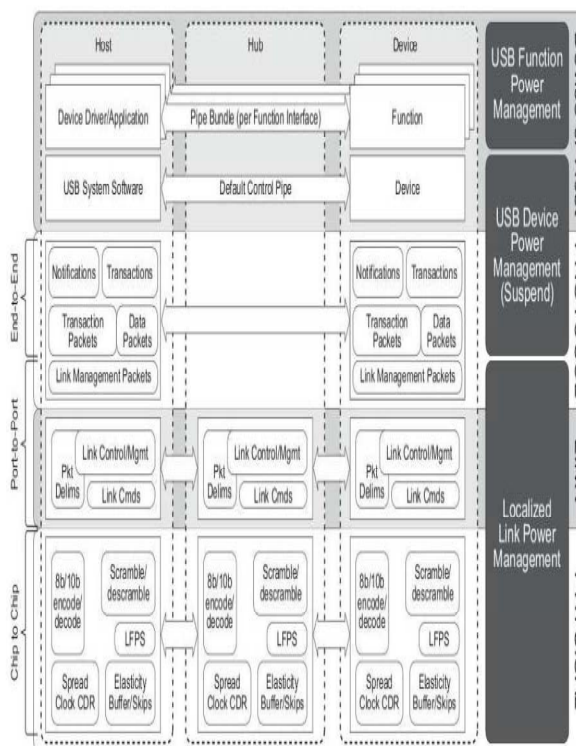 Host
Hub
Device
USB Function
Power
Management
Device Driver/Application
Pipe Bundle (per Function Interface)
Function
USB System Software
Default Control Pipe
Device
USB Device
Power
Management
(Suspend)
End-to-End
Notifications
Transactions
Transaction
Packets
Data
Packets
Link Management Packets
Notifications
Transactions
Transaction
Packets
Data
Packets
Link Management Packets
Port-to-Port
Pkt
Delims
Link Control/Mgmt
Link Cmds
Pkt
Delims
Link Control/Mgmt
Link Cmds
Pkt
Delims
Link Control/Mgmt
Link Cmds
Localized
Link Power
Management
Chip to Chip
8b/10b
encode/
decode
Scramble/
descramble
LFPS
Spread
Clock CDR
Elasticity
Buffer/Skips
8b/10b
encode/
decode
Scramble/
descramble
LFPS
Spread
Clock CDR
Elasticity
Buffer/Skips
8b/10b
encode/
decode
Scramble/
descramble
LFPS
Spread
Clock CDR
Elasticity
Buffer/Skips